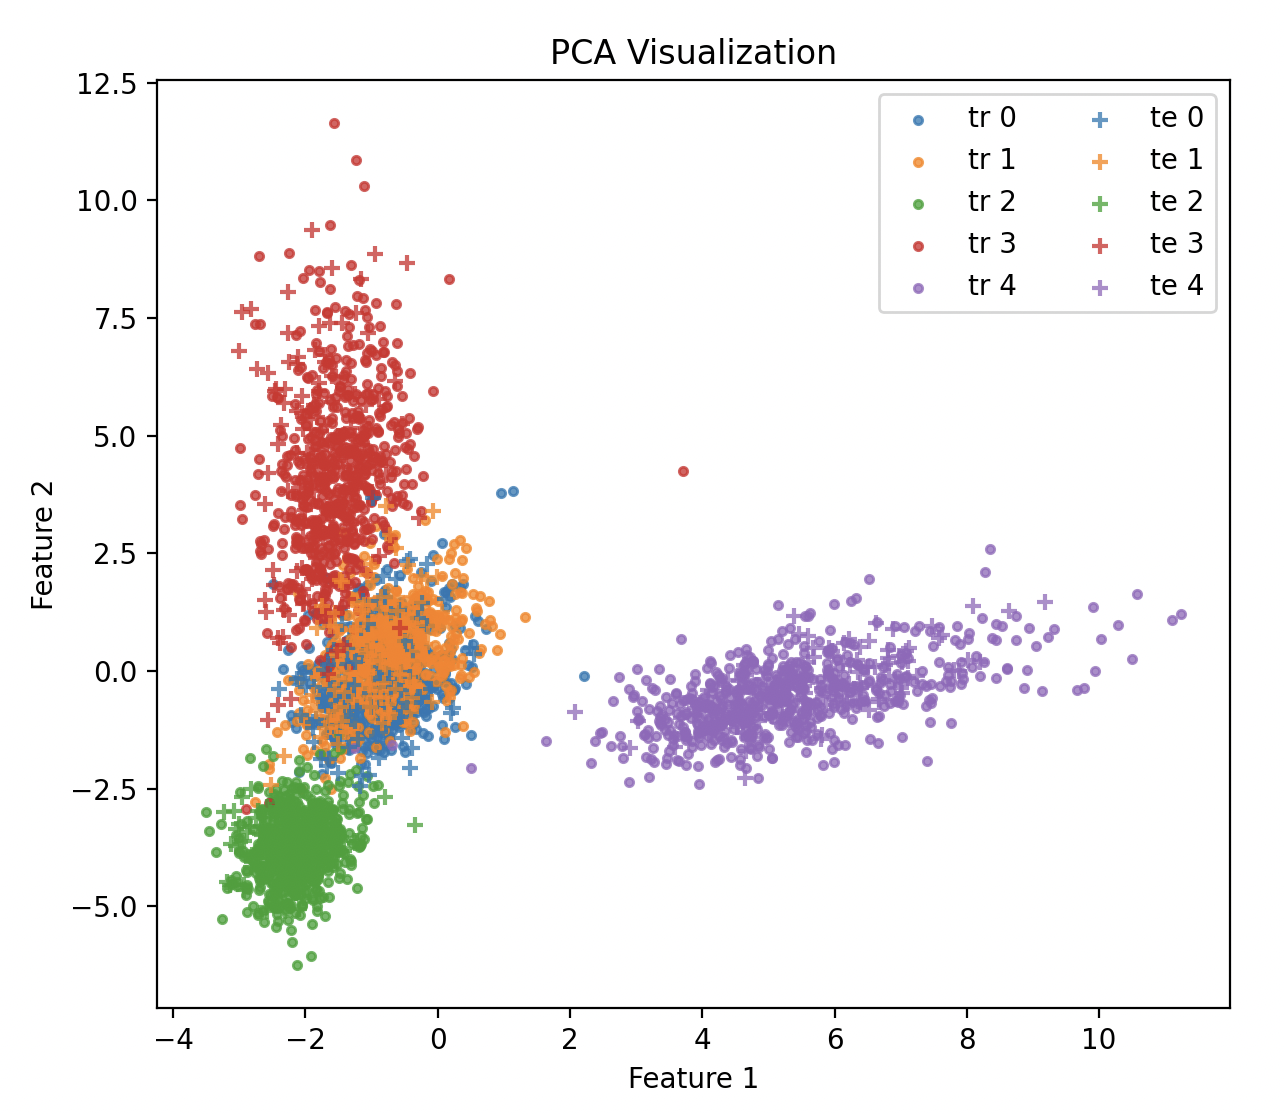 PCA Visualization
12.5
10.0
7.5
5.0
2.5
0.0
−2.5
−5.0
Feature 2
tr 0
tr 1
tr 2
tr 3
tr 4
te 0
te 1
te 2
te 3
te 4
−4 −2 0 2 4 6 8 10
Feature 1